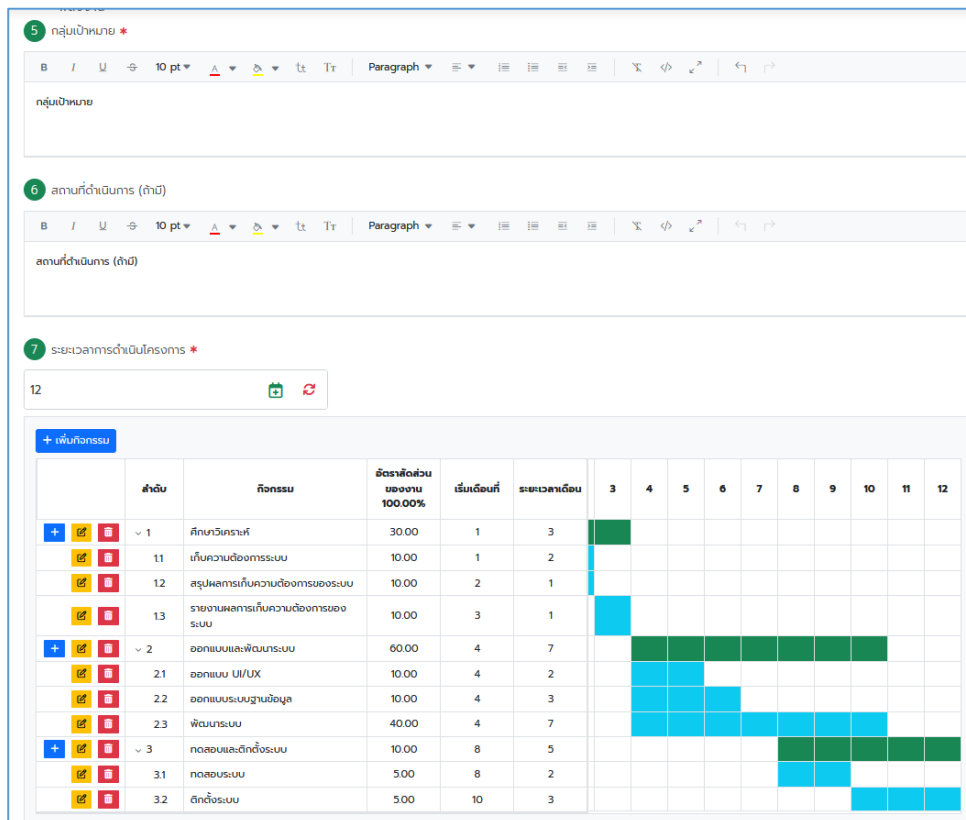 5 กลุ่มเป้าหมาย *
B I U S 10 pt A Tt Tт Paragraph </>
กลุ่มเป้าหมาย
6 สถานที่ดำเนินการ (ถ้ามี)
B I U S 10 pt A Tt Tт Paragraph </>
สถานที่ดำเนินการ (ถ้ามี)
7 ระยะเวลาการดำเนินโครงการ *
12
+ เพิ่มกิจกรรม
ลำดับ กิจกรรม อัตราสัดส่วนของงาน 100.00% เริ่มเดือนที่ ระยะเวลาเดือน 3 4 5 6 7 8 9 10 11 12
1 ศึกษาวิเคราะห์ 30.00 1 3
1.1 เก็บความต้องการระบบ 10.00 1 2
1.2 สรุปผลการเก็บความต้องการของระบบ 10.00 2 1
1.3 รายงานผลการเก็บความต้องการของระบบ 10.00 3 1
2 ออกแบบและพัฒนาระบบ 60.00 4 7
2.1 ออกแบบ UI/UX 10.00 4 2
2.2 ออกแบบระบบฐานข้อมูล 10.00 4 3
2.3 พัฒนาระบบ 40.00 4 7
3 ทดสอบและติดตั้งระบบ 10.00 8 5
3.1 ทดสอบระบบ 5.00 8 2
3.2 ติดตั้งระบบ 5.00 10 3